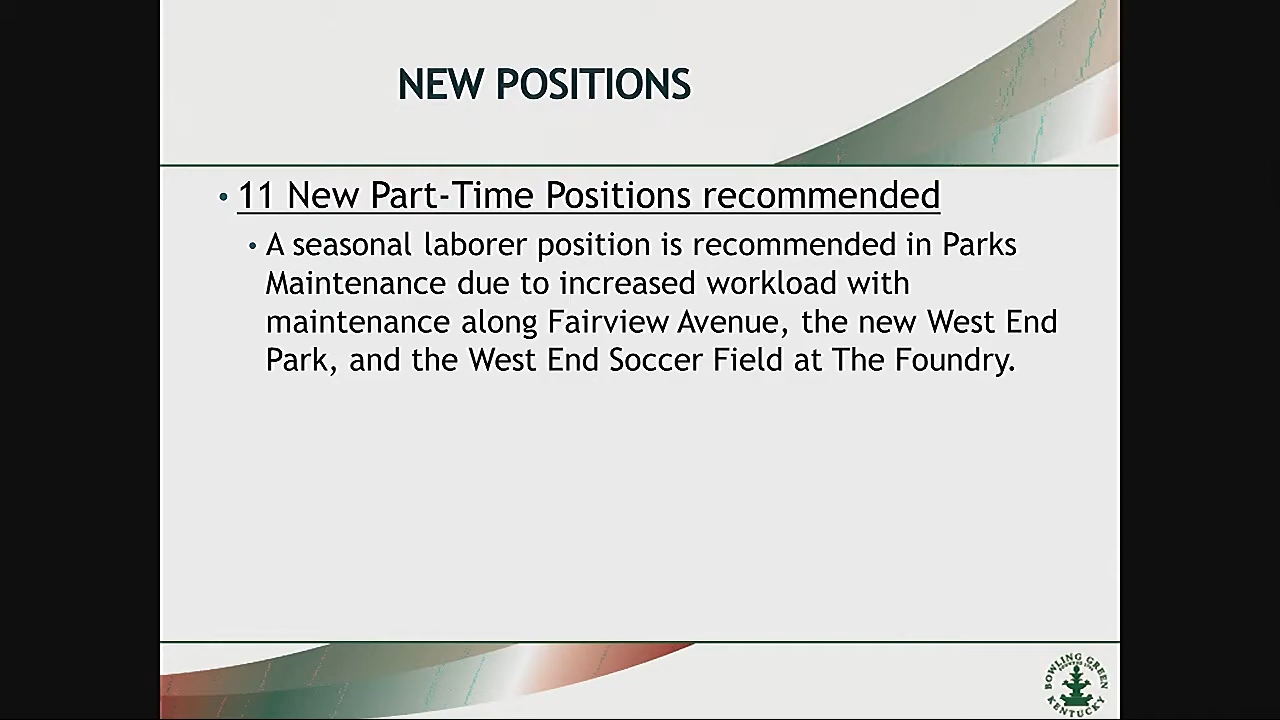 NEW POSITIONS
• 11 New Part-Time Positions recommended
• A seasonal laborer position is recommended in Parks
Maintenance due to increased workload with
maintenance along Fairview Avenue, the new West End
Park, and the West End Soccer Field at The Foundry.
BOWLING GREEN
KENTUCKY